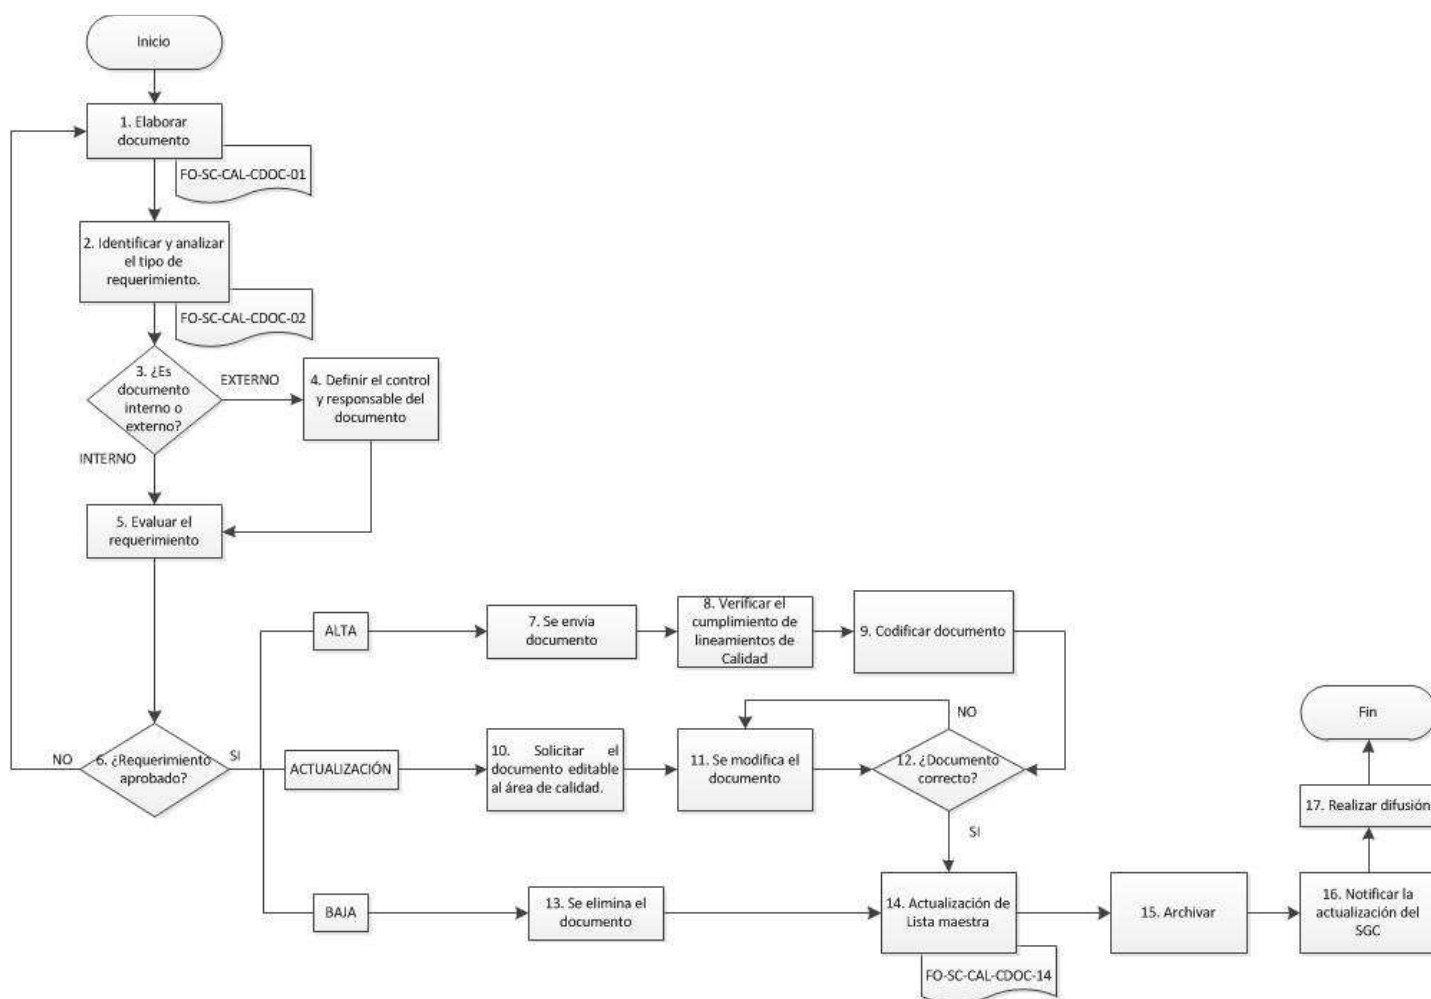 Inicio
1. Elaborar
documento
FO-SC-CAL-CDOC-01
2. Identificar y analizar
el tipo de
requerimiento.
FO-SC-CAL-CDOC-02
3. ¿Es
documento
interno o
externo?
EXTERNO
4. Definir el control
y responsable del
documento
INTERNO
5. Evaluar el
requerimiento
6. ¿Requerimiento
aprobado?
NO
SI
ALTA
7. Se envía
documento
8. Verificar el
cumplimiento de
lineamientos de
Calidad
9. Codificar documento
ACTUALIZACIÓN
10. Solicitar el
documento editable
al área de calidad.
11. Se modifica el
documento
12. ¿Documento
correcto?
NO
SI
BAJA
13. Se elimina el
documento
14. Actualización de
Lista maestra
FO-SC-CAL-CDOC-14
15. Archivar
16. Notificar la
actualización del
SGC
17. Realizar difusión
Fin